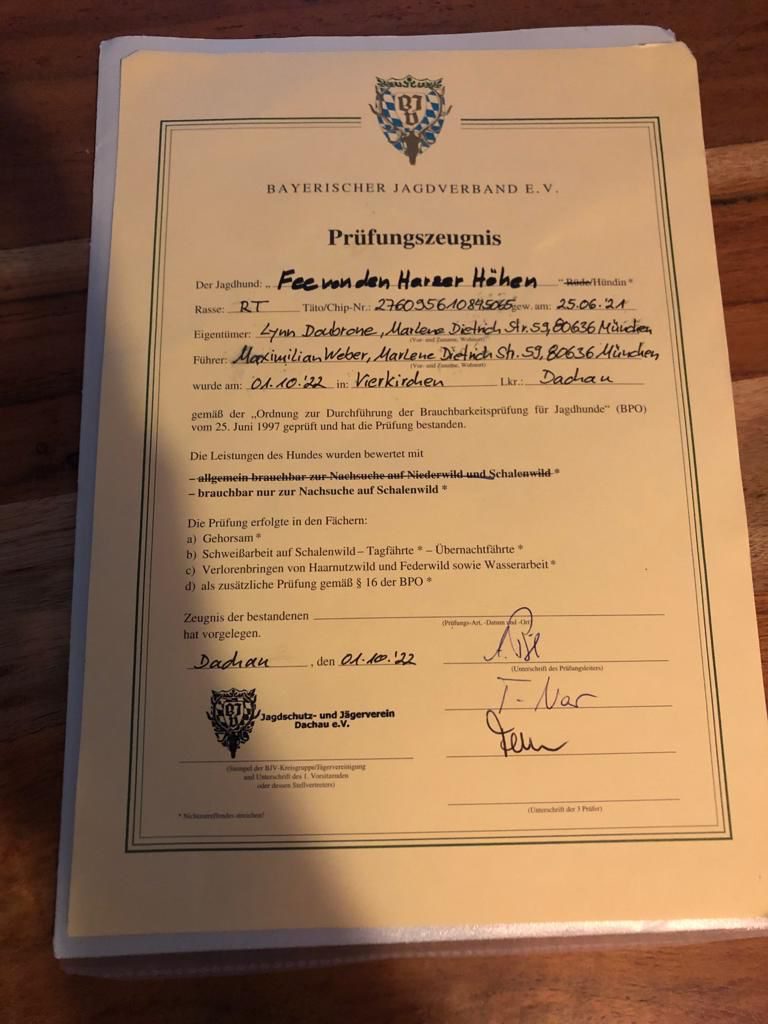 BJV
BAYERISCHER JAGDVERBAND E.V.
Prüfungszeugnis
Der Jagdhund: „ Fee von den Harzer Höhen “ Rüde/Hündin *
Rasse: RT Täto/Chip-Nr.: 276095610845065 gew. am: 25.06.21
Eigentümer: Lynn Doubrone, Marlene Dietrich Str. 59, 80636 München
(Vor- und Zuname, Wohnort)
Führer: Maximilian Weber, Marlene Dietrich Str. 59, 80636 München
(Vor- und Zuname, Wohnort)
wurde am: 01.10.'22 in: Vierkirchen Lkr.: Dachau
gemäß der „Ordnung zur Durchführung der Brauchbarkeitsprüfung für Jagdhunde“ (BPO)
vom 25. Juni 1997 geprüft und hat die Prüfung bestanden.
Die Leistungen des Hundes wurden bewertet mit
– allgemein brauchbar zur Nachsuche auf Niederwild und Schalenwild *
– brauchbar nur zur Nachsuche auf Schalenwild *
Die Prüfung erfolgte in den Fächern:
a) Gehorsam *
b) Schweißarbeit auf Schalenwild – Tagfährte * – Übernachtfährte *
c) Verlorenbringen von Haarnutzwild und Federwild sowie Wasserarbeit *
d) als zusätzliche Prüfung gemäß § 16 der BPO *
Zeugnis der bestandenen
(Prüfungs-Art, -Datum und -Ort)
hat vorgelegen.
Dachau , den 01.10.'22
(Unterschrift des Prüfungsleiters)
BJV
Jagdschutz- und Jägerverein
Dachau e.V.
(Stempel der BJV-Kreisgruppe/Jägervereinigung
und Unterschrift des 1. Vorsitzenden
oder dessen Stellvertreters)
(Unterschrift der 3 Prüfer)
* Nichtzutreffendes streichen!